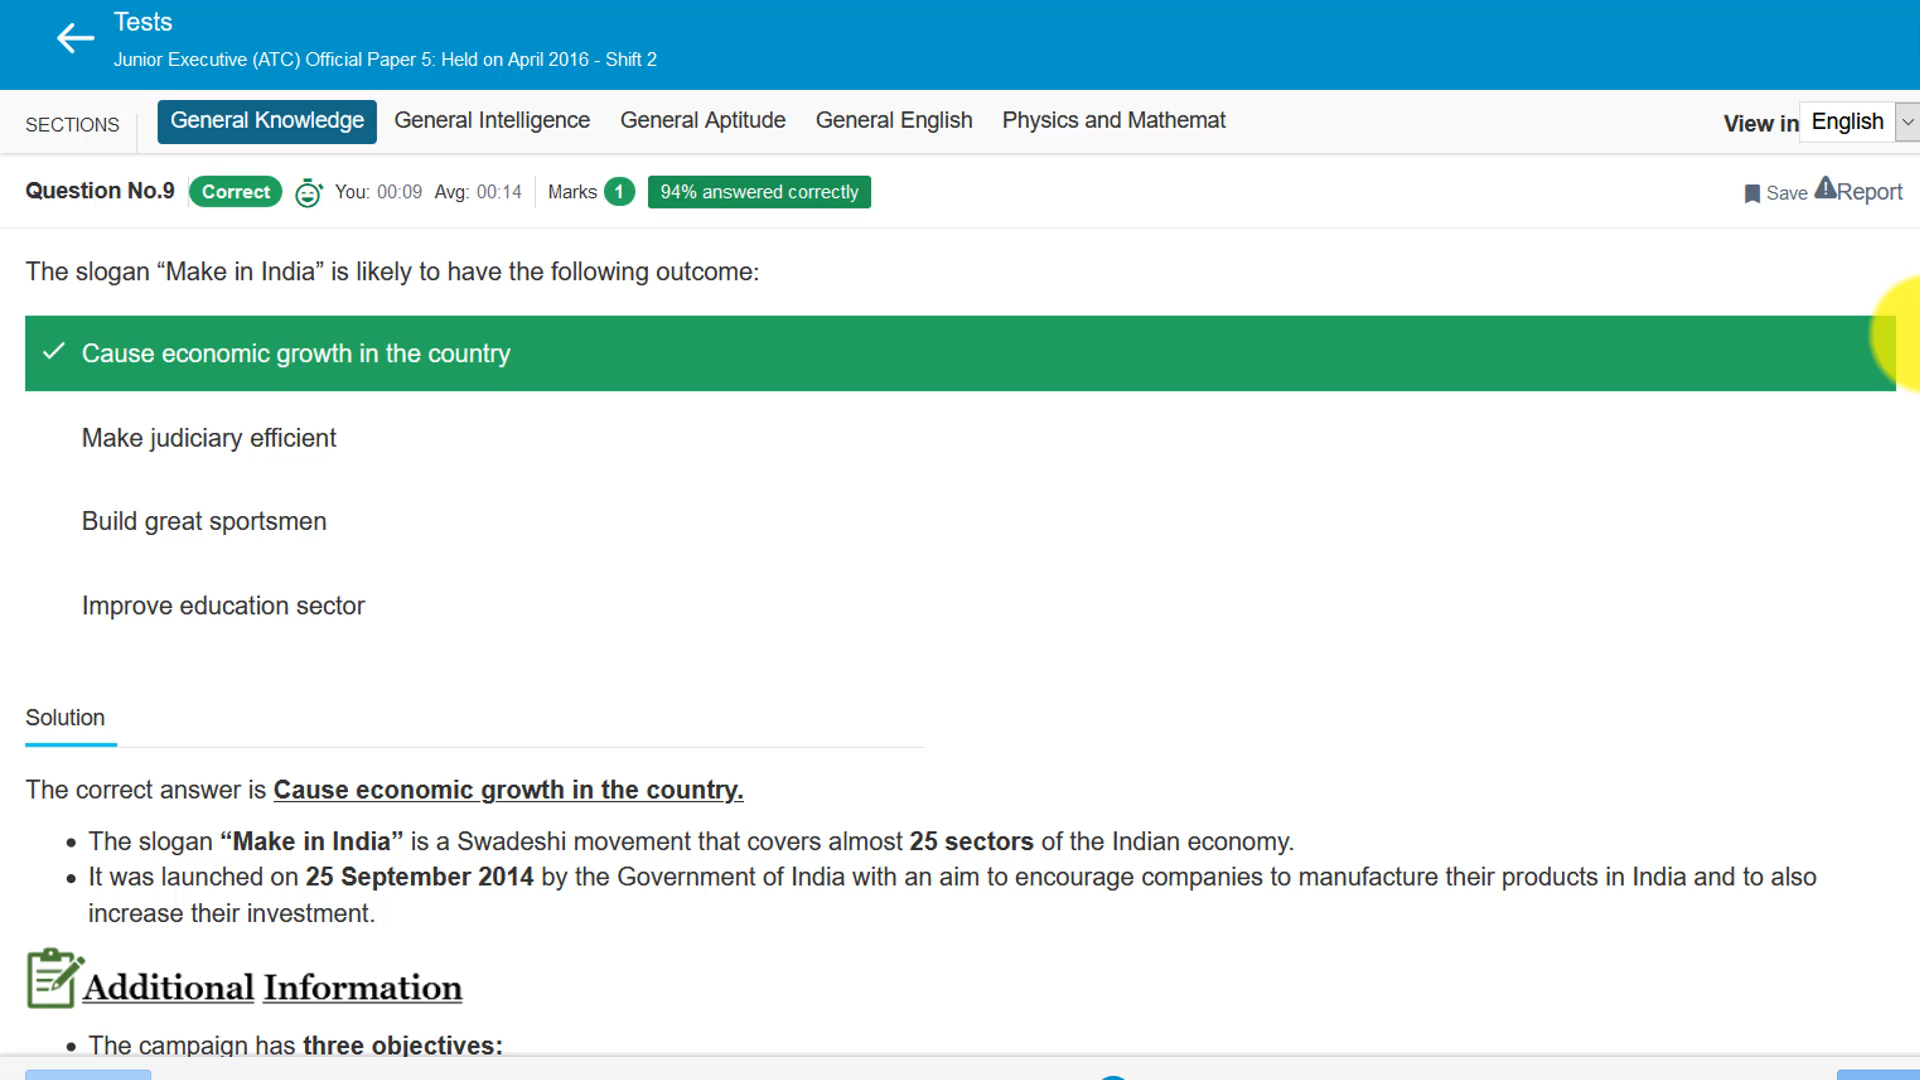 Tests
Junior Executive (ATC) Official Paper 5: Held on April 2016 - Shift 2
SECTIONS General Knowledge General Intelligence General Aptitude General English Physics and Mathemat View in English
Question No.9 Correct You: 00:09 Avg: 00:14 Marks 1 94% answered correctly Save Report
The slogan “Make in India” is likely to have the following outcome:
Cause economic growth in the country
Make judiciary efficient
Build great sportsmen
Improve education sector
Solution
The correct answer is Cause economic growth in the country.
The slogan “Make in India” is a Swadeshi movement that covers almost 25 sectors of the Indian economy.
It was launched on 25 September 2014 by the Government of India with an aim to encourage companies to manufacture their products in India and to also
increase their investment.
Additional Information
The campaign has three objectives: